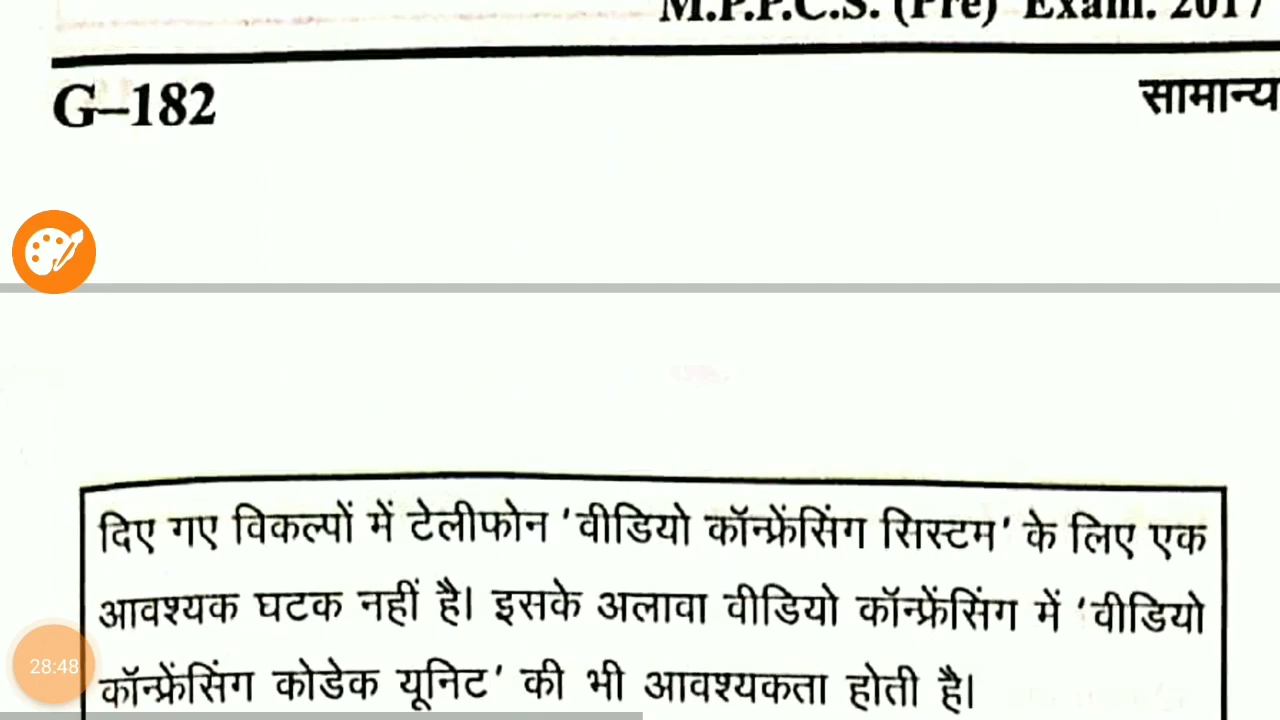 M.P.P.C.S. (Pre) Exam. 2017
G–182
सामान्य
दिए गए विकल्पों में टेलीफोन 'वीडियो कॉन्फ्रेंसिंग सिस्टम' के लिए एक
आवश्यक घटक नहीं है। इसके अलावा वीडियो कॉन्फ्रेंसिंग में 'वीडियो
28:48
कॉन्फ्रेंसिंग कोडेक यूनिट' की भी आवश्यकता होती है।